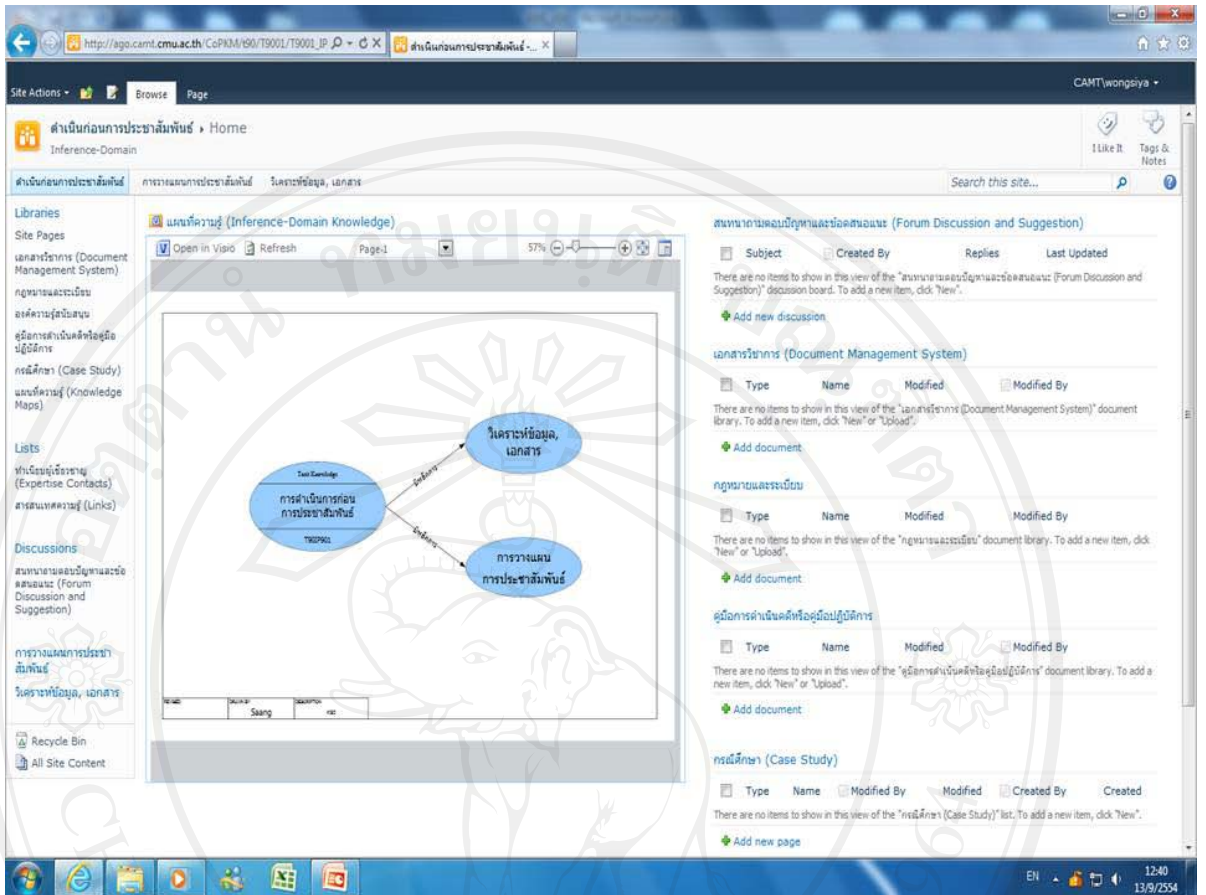 http://ago.camt.cmu.ac.th/CoPKM/t90/T9001/T9001_IP
ดำเนินก่อนการประชาสัมพันธ์ -...
Site Actions
Browse
Page
CAMT\wongsiya
ดำเนินก่อนการประชาสัมพันธ์ Home
Inference-Domain
I Like It
Tags &
Notes
ดำเนินก่อนการประชาสัมพันธ์
การวางแผนการประชาสัมพันธ์
วิเคราะห์ข้อมูล, เอกสาร
Search this site...
Libraries
Site Pages
เอกสารวิชาการ (Document
Management System)
กฎหมายและระเบียบ
องค์ความรู้สนับสนุน
คู่มือการดำเนินคดีหรือคู่มือ
ปฏิบัติการ
กรณีศึกษา (Case Study)
แผนที่ความรู้ (Knowledge
Maps)
Lists
ทำเนียบผู้เชี่ยวชาญ
(Expertise Contacts)
สารสนเทศความรู้ (Links)
Discussions
สนทนาถามตอบปัญหาและข้อ
คิดเสนอแนะ (Forum
Discussion and
Suggestion)
การวางแผนการประชา
สัมพันธ์
วิเคราะห์ข้อมูล, เอกสาร
Recycle Bin
All Site Content
แผนที่ความรู้ (Inference-Domain Knowledge)
Open in Visio
Refresh
Page-1
57%
Task Knowledge
การดำเนินการก่อน
การประชาสัมพันธ์
T90IP901
วิเคราะห์ข้อมูล,
เอกสาร
การวางแผน
การประชาสัมพันธ์
Saang
สนทนาถามตอบปัญหาและข้อคิดเสนอแนะ (Forum Discussion and Suggestion)
Subject Created By Replies Last Updated
There are no items to show in this view of the "สนทนาถามตอบปัญหาและข้อคิดเสนอแนะ (Forum Discussion and
Suggestion)" discussion board. To add a new item, click "New".
Add new discussion
เอกสารวิชาการ (Document Management System)
Type Name Modified Modified By
There are no items to show in this view of the "เอกสารวิชาการ (Document Management System)" document
library. To add a new item, click "New" or "Upload".
Add document
กฎหมายและระเบียบ
Type Name Modified Modified By
There are no items to show in this view of the "กฎหมายและระเบียบ" document library. To add a new item, click
"New" or "Upload".
Add document
คู่มือการดำเนินคดีหรือคู่มือปฏิบัติการ
Type Name Modified Modified By
There are no items to show in this view of the "คู่มือการดำเนินคดีหรือคู่มือปฏิบัติการ" document library. To add a
new item, click "New" or "Upload".
Add document
กรณีศึกษา (Case Study)
Type Name Modified By Modified Created By Created
There are no items to show in this view of the "กรณีศึกษา (Case Study)" list. To add a new item, click "New".
Add new page
EN
12:40
13/9/2554